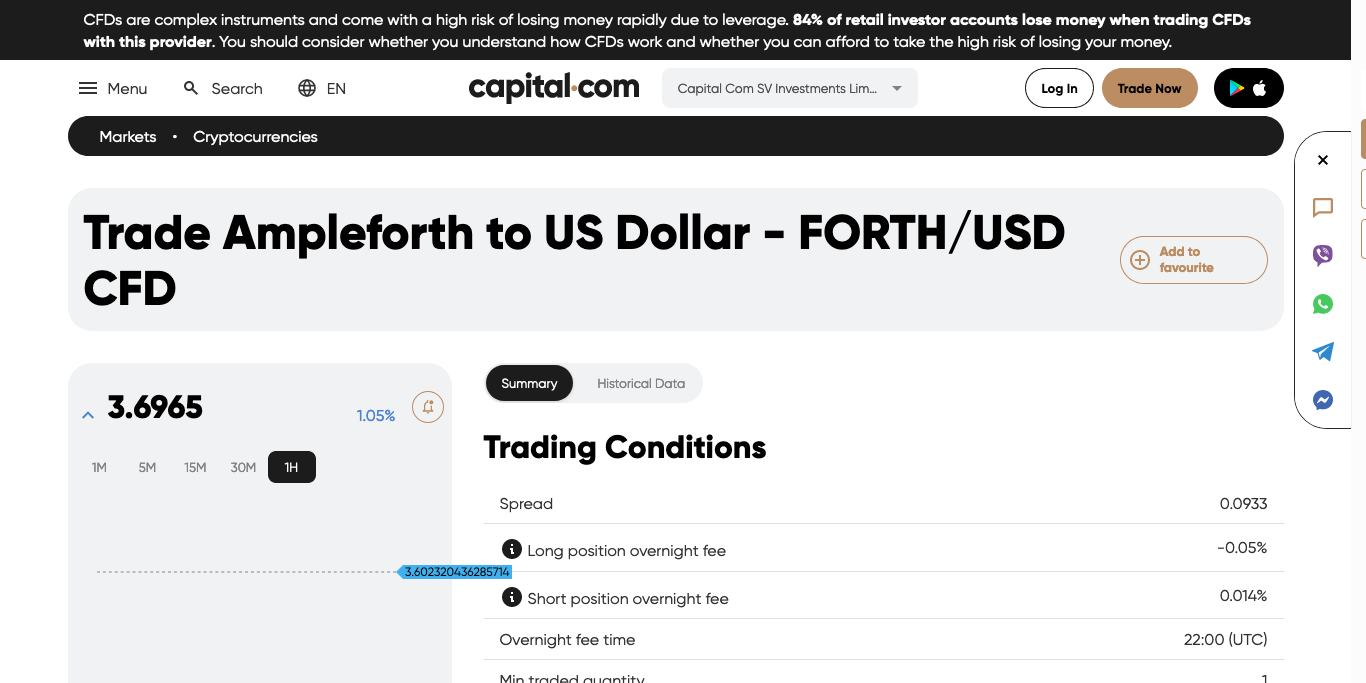 CFDs are complex instruments and come with a high risk of losing money rapidly due to leverage. 84% of retail investor accounts lose money when trading CFDs
with this provider. You should consider whether you understand how CFDs work and whether you can afford to take the high risk of losing your money.
Menu Search EN capital.com Capital Com SV Investments Lim... Log In Trade Now
Markets • Cryptocurrencies
Trade Ampleforth to US Dollar - FORTH/USD
CFD
Add to
favourite
3.6965 1.05%
1M 5M 15M 30M 1H
3.602320436285714
Summary Historical Data
Trading Conditions
Spread 0.0933
Long position overnight fee -0.05%
Short position overnight fee 0.014%
Overnight fee time 22:00 (UTC)
Min traded quantity 1